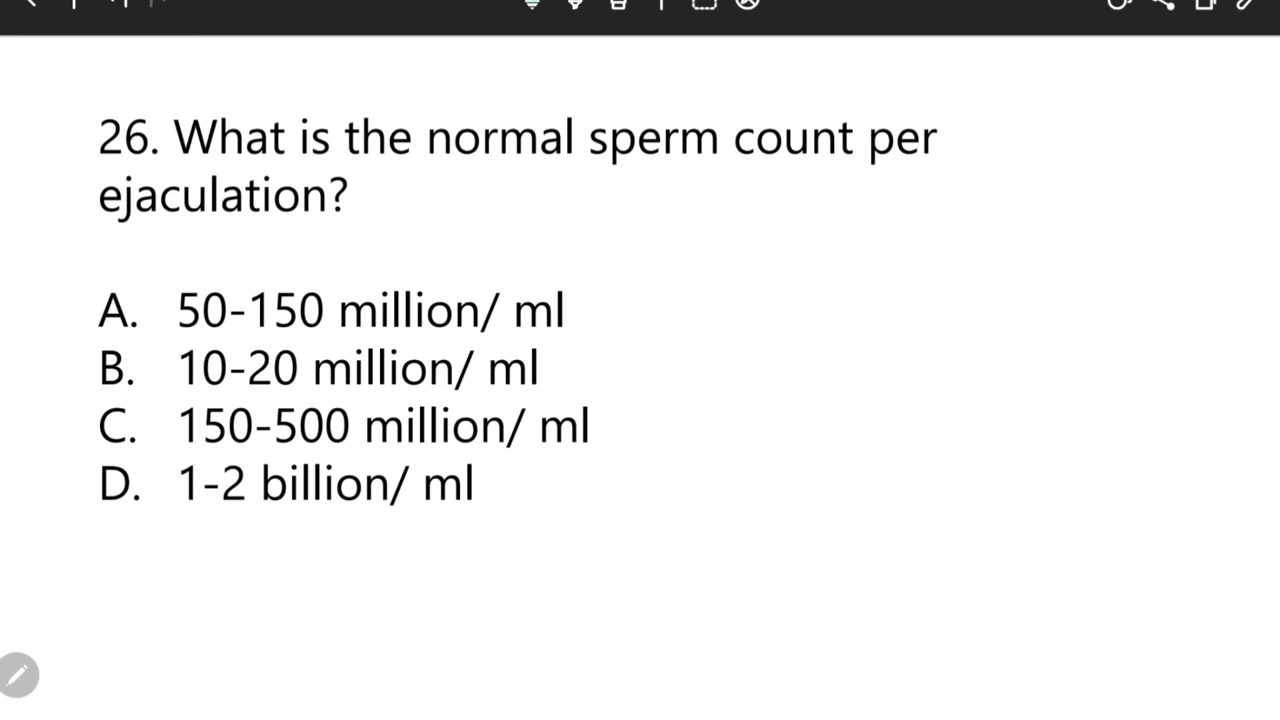 26. What is the normal sperm count per
ejaculation?
A. 50-150 million/ ml
B. 10-20 million/ ml
C. 150-500 million/ ml
D. 1-2 billion/ ml